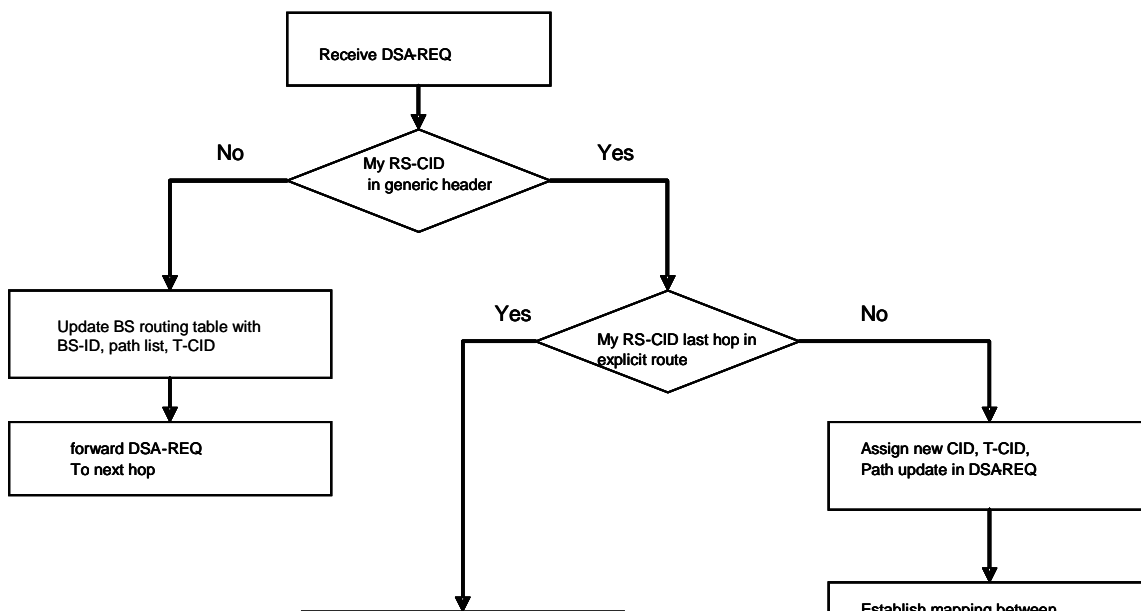 Receive DSA-REQ
No
Yes
My RS-CID
in generic header
Update BS routing table with
BS-ID, path list, T-CID
Yes
No
My RS-CID last hop in
explicit route
forward DSA-REQ
To next hop
Assign new CID, T-CID,
Path update in DSA-REQ
Establish mapping between